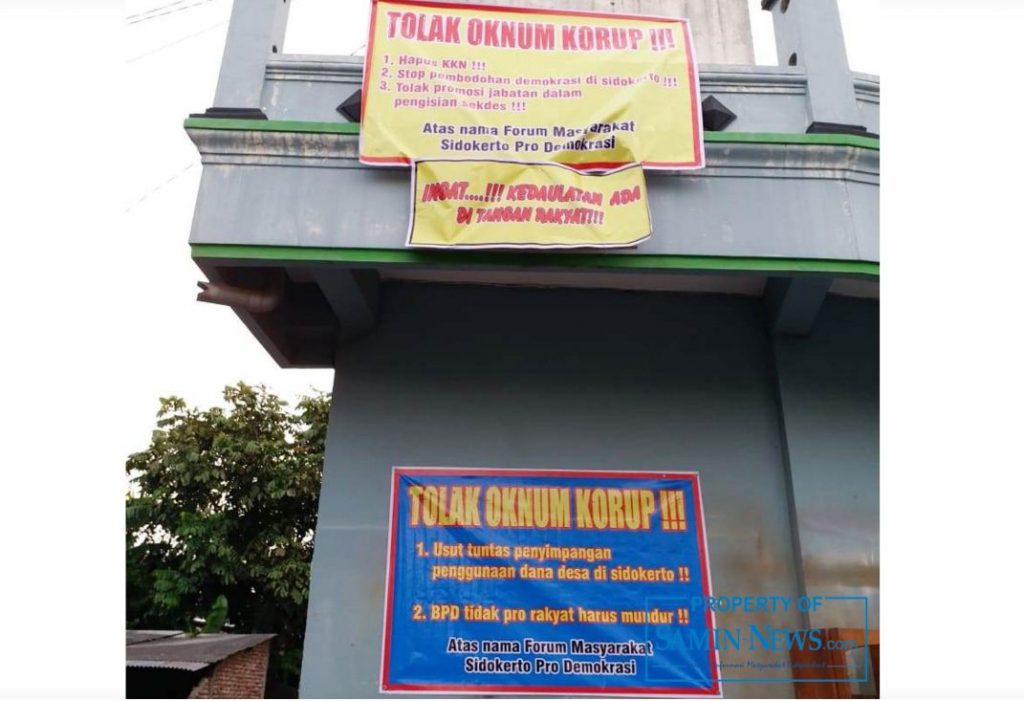 TOLAK OKNUM KORUP !!!
1. Hapus KKN !!!
2. Stop pembodohan demokrasi di sidokerto !!!
3. Tolak promosi jabatan dalam
pengisian sekdes !!!
Atas nama Forum Masyarakat
Sidokerto Pro Demokrasi
INGAT....!!! KEDAULATAN ADA
DI TANGAN RAKYAT!!!
TOLAK OKNUM KORUP !!!
1. Usut tuntas penyimpangan
penggunaan dana desa di sidokerto !!
2. BPD tidak pro rakyat harus mundur !!
Atas nama Forum Masyarakat
Sidokerto Pro Demokrasi
PROPERTY OF
SAMIN-NEWS.com
Informasi Masyarakat Independent